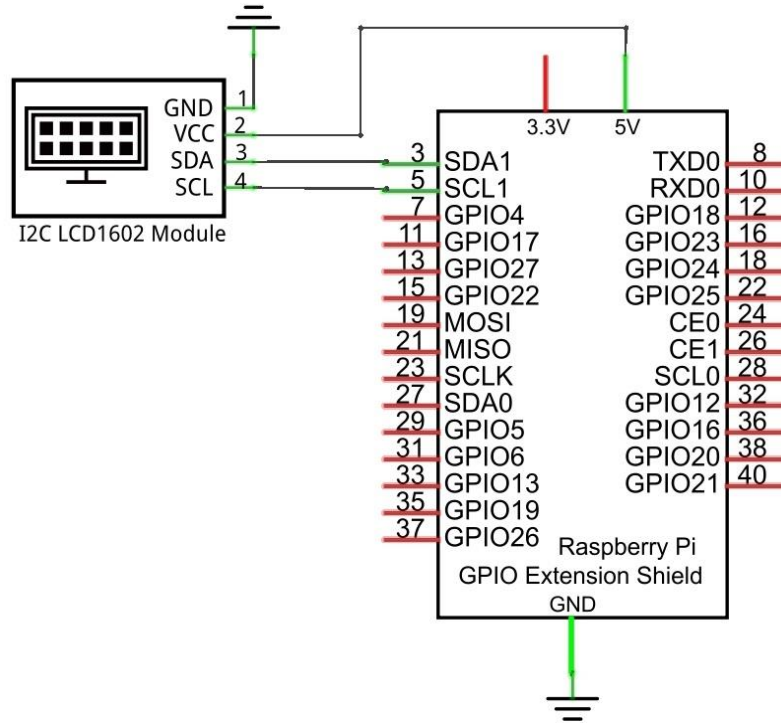 GND 1
VCC 2
SDA 3
SCL 4
I2C LCD1602 Module
3.3V 5V
3 SDA1 TXD0 8
5 SCL1 RXD0 10
7 GPIO4 GPIO18 12
11 GPIO17 GPIO23 16
13 GPIO27 GPIO24 18
15 GPIO22 GPIO25 22
19 MOSI CE0 24
21 MISO CE1 26
23 SCLK SCL0 28
27 SDA0 GPIO12 32
29 GPIO5 GPIO16 36
31 GPIO6 GPIO20 38
33 GPIO13 GPIO21 40
35 GPIO19
37 GPIO26
Raspberry Pi
GPIO Extension Shield
GND